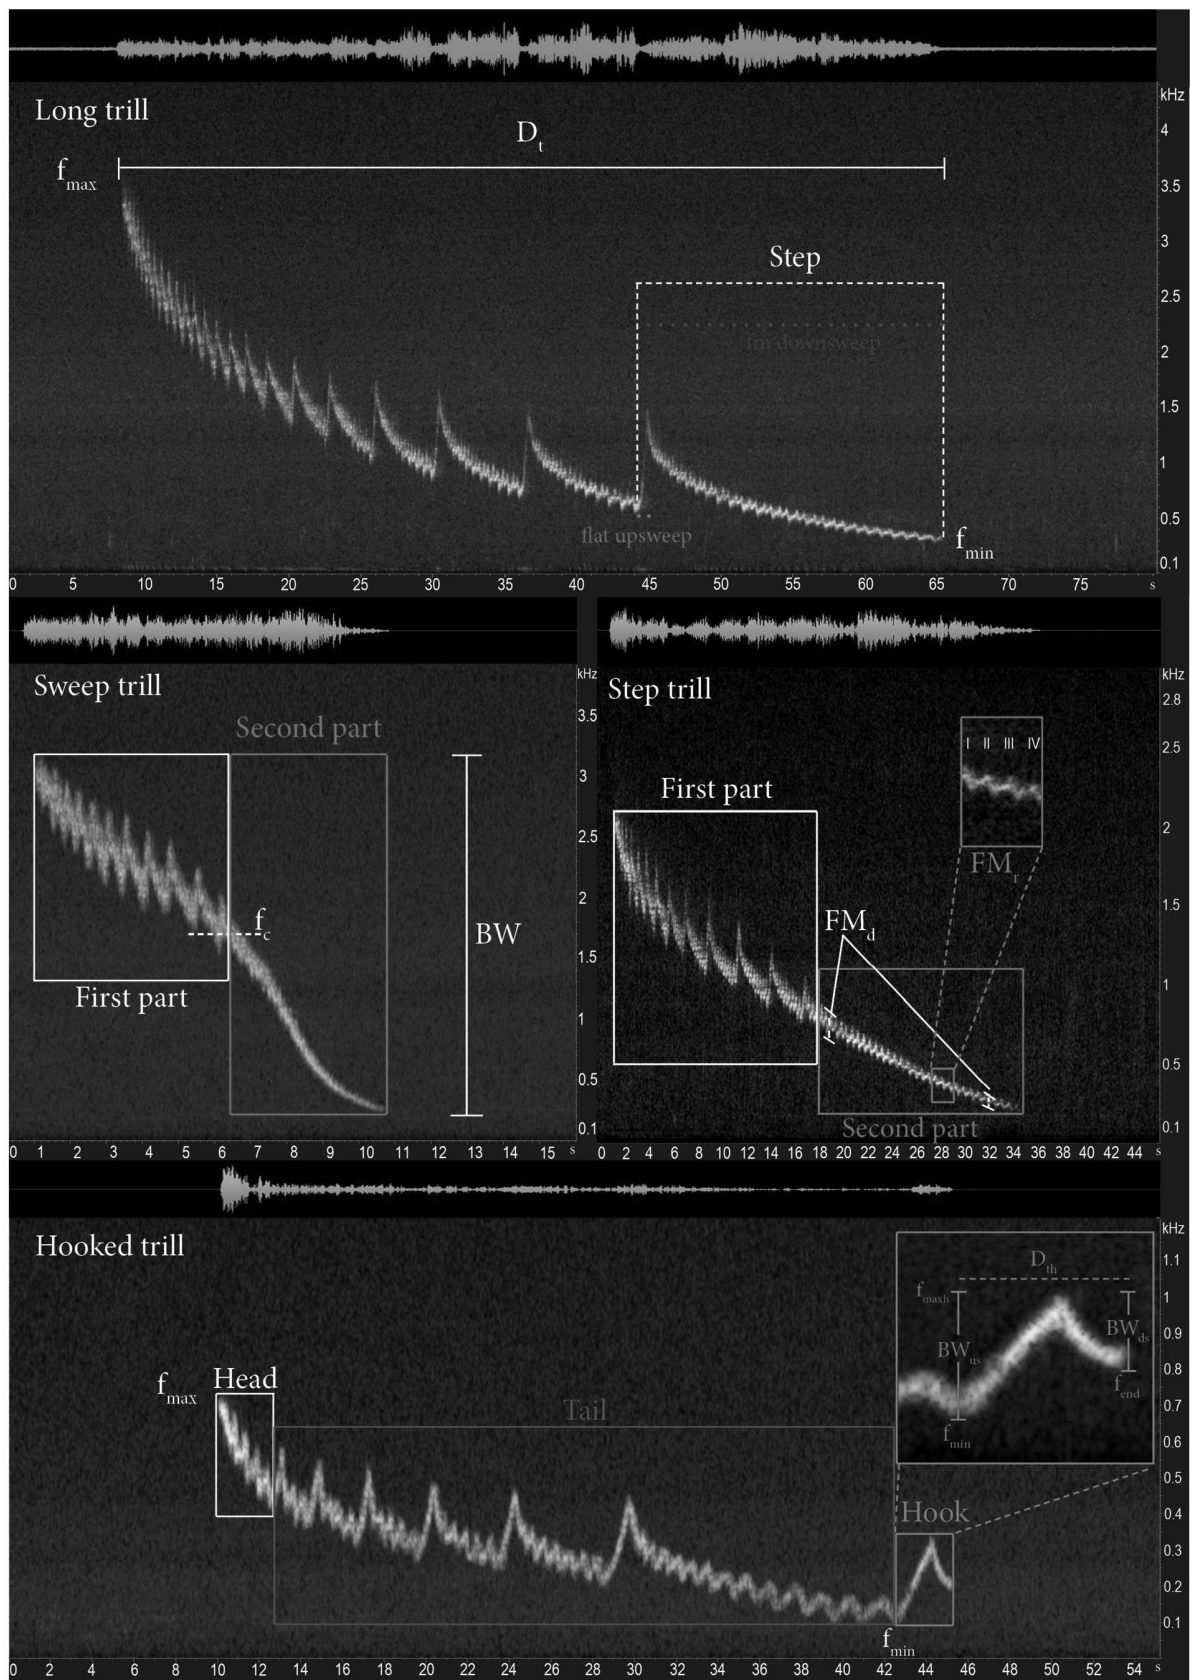 Long trill
kHz
D_t
f_max
4
3.5
3
Step
2.5
fm downsweep
2
1.5
1
0.5
flat upsweep
f_min
0.1
0 5 10 15 20 25 30 35 40 45 50 55 60 65 70 75 s
Sweep trill
kHz
3.5
Second part
3
2.5
2
f_c
BW
1.5
First part
1
0.5
0.1
1 2 3 4 5 6 7 8 9 10 11 12 13 14 15 s
Step trill
kHz
2.8
2.5
I II III IV
First part
2
FM_r
1.5
FM_d
1
0.5
Second part
0.1
0 2 4 6 8 10 12 14 16 18 20 22 24 26 28 30 32 34 36 38 40 42 44 s
Hooked trill
kHz
1.1
D_th
f_maxh
1
BW_ds
0.9
BW_us
0.8
f_end
0.7
f_min
Head
f_max
Tail
0.6
0.5
Hook
0.4
0.3
0.2
0.1
f_min
0 2 4 6 8 10 12 14 16 18 20 22 24 26 28 30 32 34 36 38 40 42 44 46 48 50 52 54 s